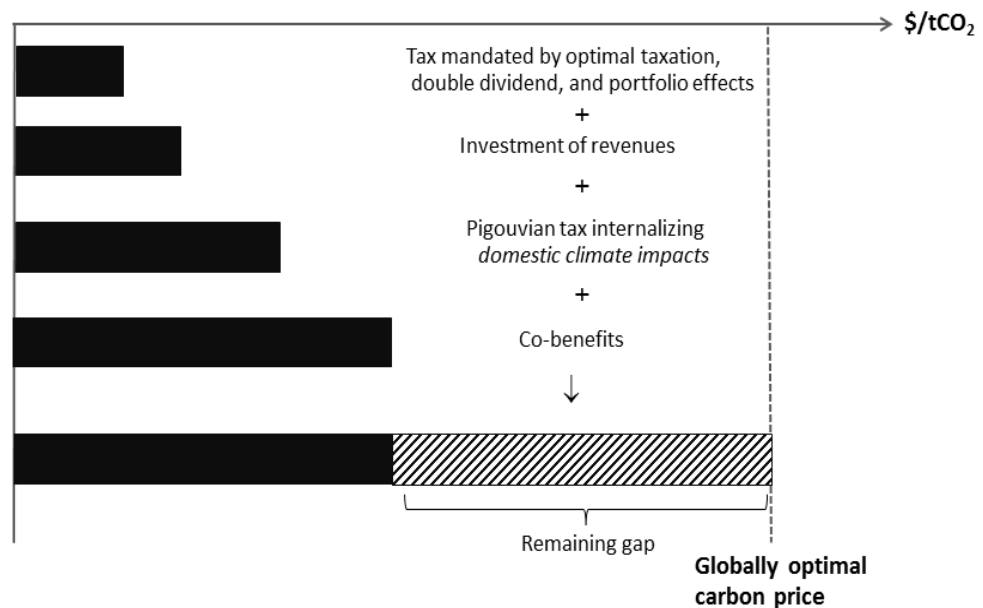 $/tCO₂
Tax mandated by optimal taxation,
double dividend, and portfolio effects
+
Investment of revenues
+
Pigouvian tax internalizing
domestic climate impacts
+
Co-benefits
↓
Remaining gap
Globally optimal
carbon price